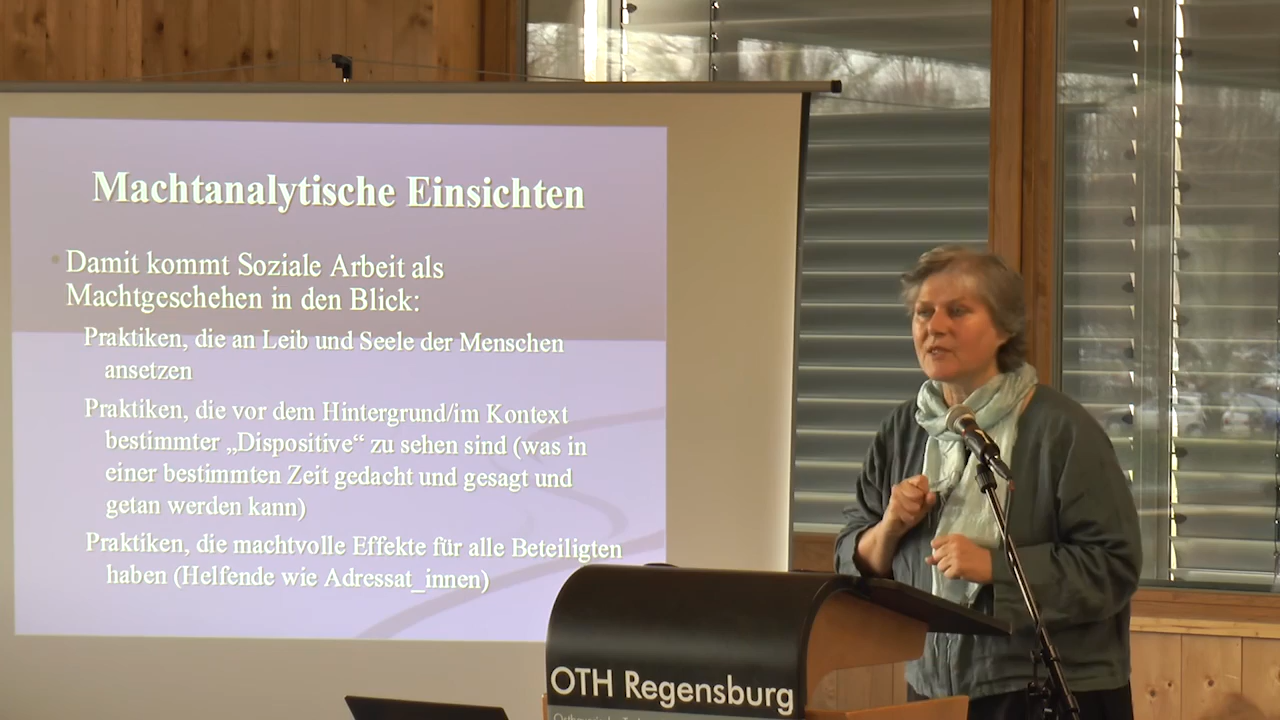 Machtanalytische Einsichten
Damit kommt Soziale Arbeit als
Machtgeschehen in den Blick:
Praktiken, die an Leib und Seele der Menschen
ansetzen
Praktiken, die vor dem Hintergrund/im Kontext
bestimmter „Dispositive“ zu sehen sind (was in
einer bestimmten Zeit gedacht und gesagt und
getan werden kann)
Praktiken, die machtvolle Effekte für alle Beteiligten
haben (Helfende wie Adressat_innen)
OTH Regensburg